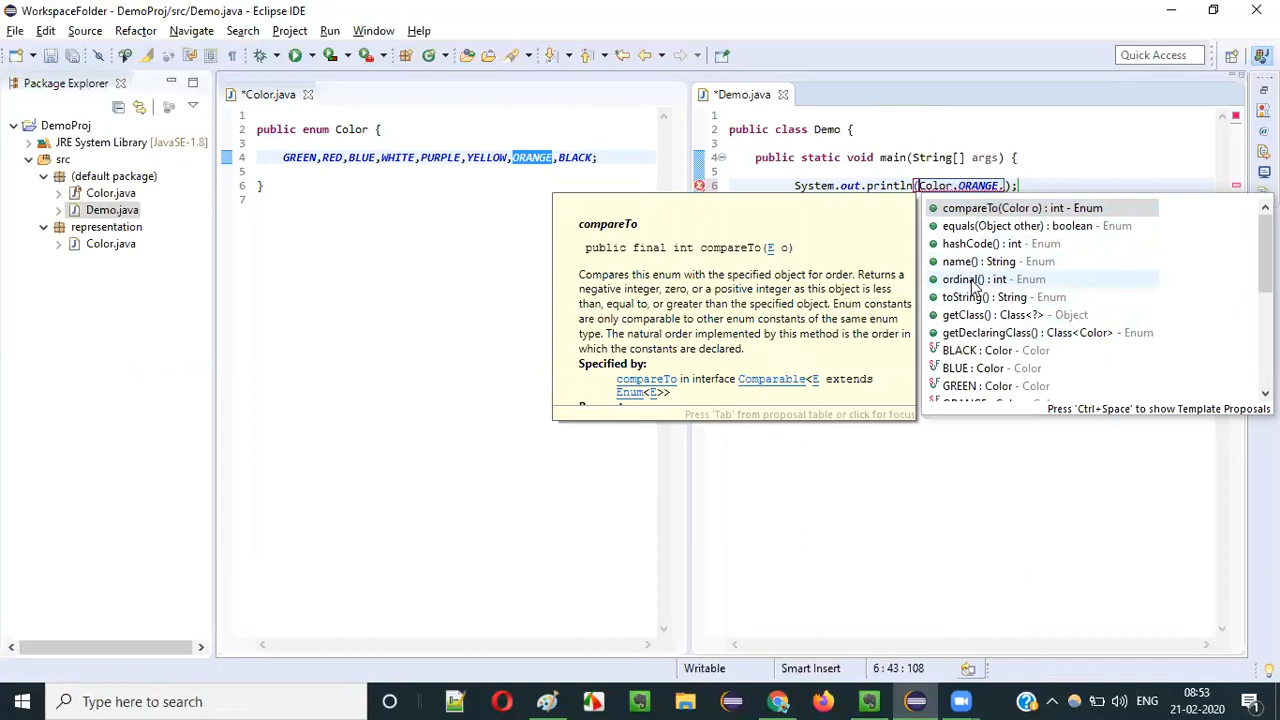 WorkspaceFolder - DemoProj/src/Demo.java - Eclipse IDE
File Edit Source Refactor Navigate Search Project Run Window Help
Quick Access
Package Explorer
DemoProj
JRE System Library [JavaSE-1.8]
src
(default package)
Color.java
Demo.java
representation
Color.java
*Color.java
1
2 public enum Color {
3
4 GREEN,RED,BLUE,WHITE,PURPLE,YELLOW,ORANGE,BLACK;
5
6 }
7
*Demo.java
1
2 public class Demo {
3
4 public static void main(String[] args) {
5
6 System.out.println(Color.ORANGE.);
compareTo
public final int compareTo(E o)
Compares this enum with the specified object for order. Returns a
negative integer, zero, or a positive integer as this object is less
than, equal to, or greater than the specified object. Enum constants
are only comparable to other enum constants of the same enum
type. The natural order implemented by this method is the order in
which the constants are declared.
Specified by:
compareTo in interface Comparable<E extends
Enum<E>>
Press 'Tab' from proposal table or click for focus
compareTo(Color o) : int - Enum
equals(Object other) : boolean - Enum
hashCode() : int - Enum
name() : String - Enum
ordinal() : int - Enum
toString() : String - Enum
getClass() : Class<?> - Object
getDeclaringClass() : Class<Color> - Enum
BLACK : Color - Color
BLUE : Color - Color
GREEN : Color - Color
Press 'Ctrl+Space' to show Template Proposals
Writable Smart Insert 6 : 43 : 108
Type here to search
ENG
08:53
21-02-2020